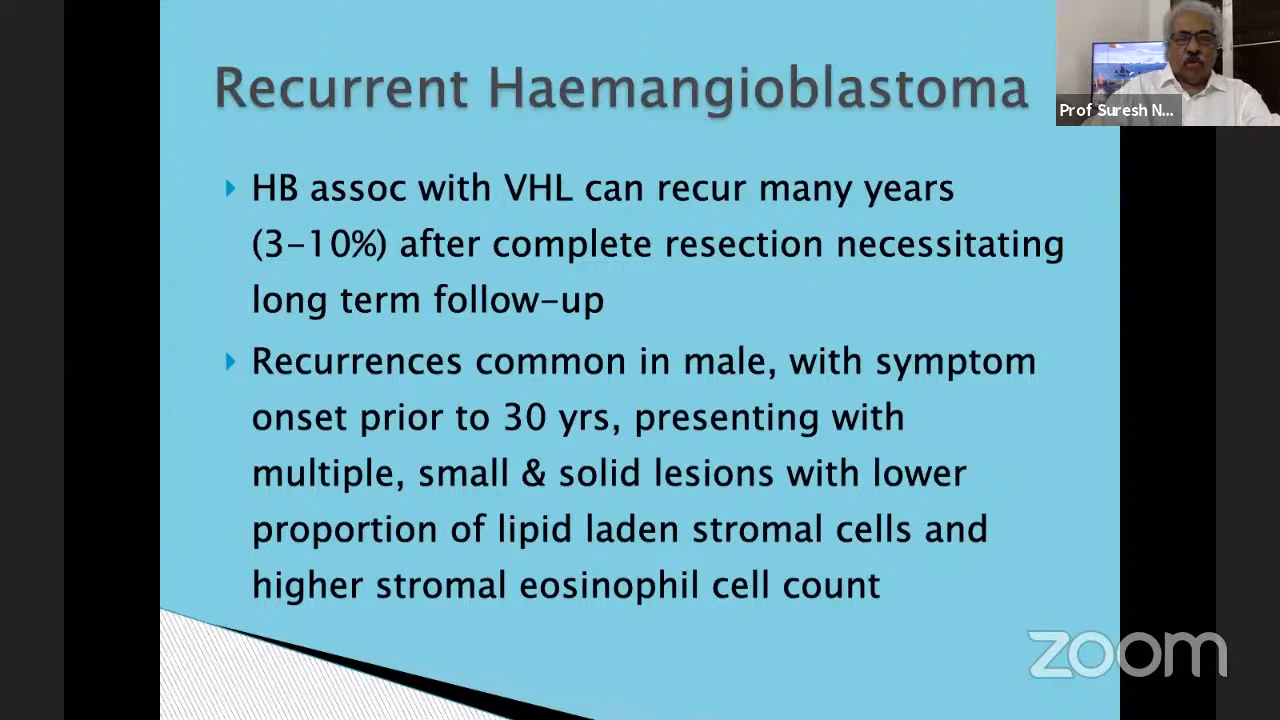 Recurrent Haemangioblastoma
Prof Suresh N...
HB assoc with VHL can recur many years
(3-10%) after complete resection necessitating
long term follow-up
Recurrences common in male, with symptom
onset prior to 30 yrs, presenting with
multiple, small & solid lesions with lower
proportion of lipid laden stromal cells and
higher stromal eosinophil cell count
zoom